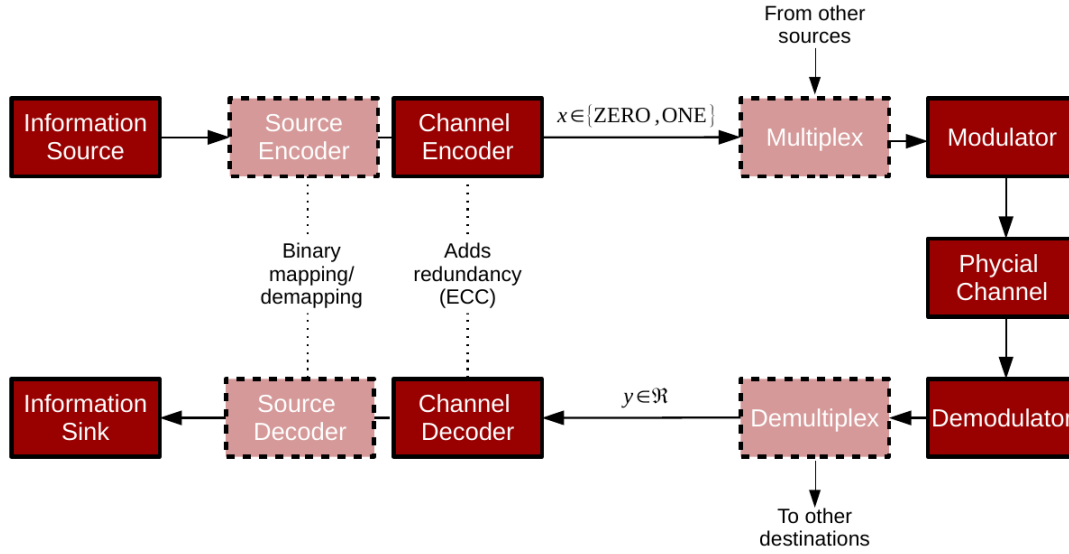 From other
sources
Information
Source
Source
Encoder
Channel
Encoder
x∈{ZERO,ONE}
Multiplex
Modulator
Binary
mapping/
demapping
Adds
redundancy
(ECC)
Phycial
Channel
Information
Sink
Source
Decoder
Channel
Decoder
y∈ℜ
Demultiplex
Demodulator
To other
destinations